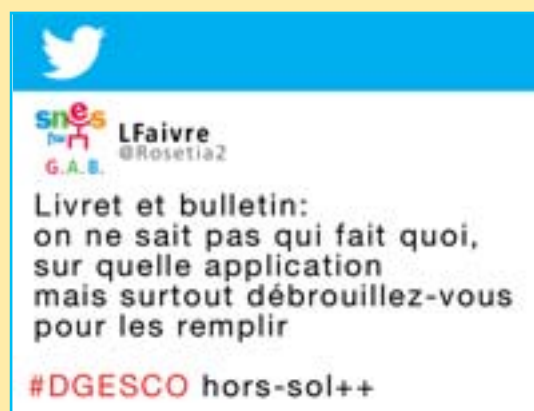 snes
fsu
G.A.B.
LFaivre
@Rosetia2
Livret et bulletin:
on ne sait pas qui fait quoi,
sur quelle application
mais surtout débrouillez-vous
pour les remplir
#DGESCO hors-sol++